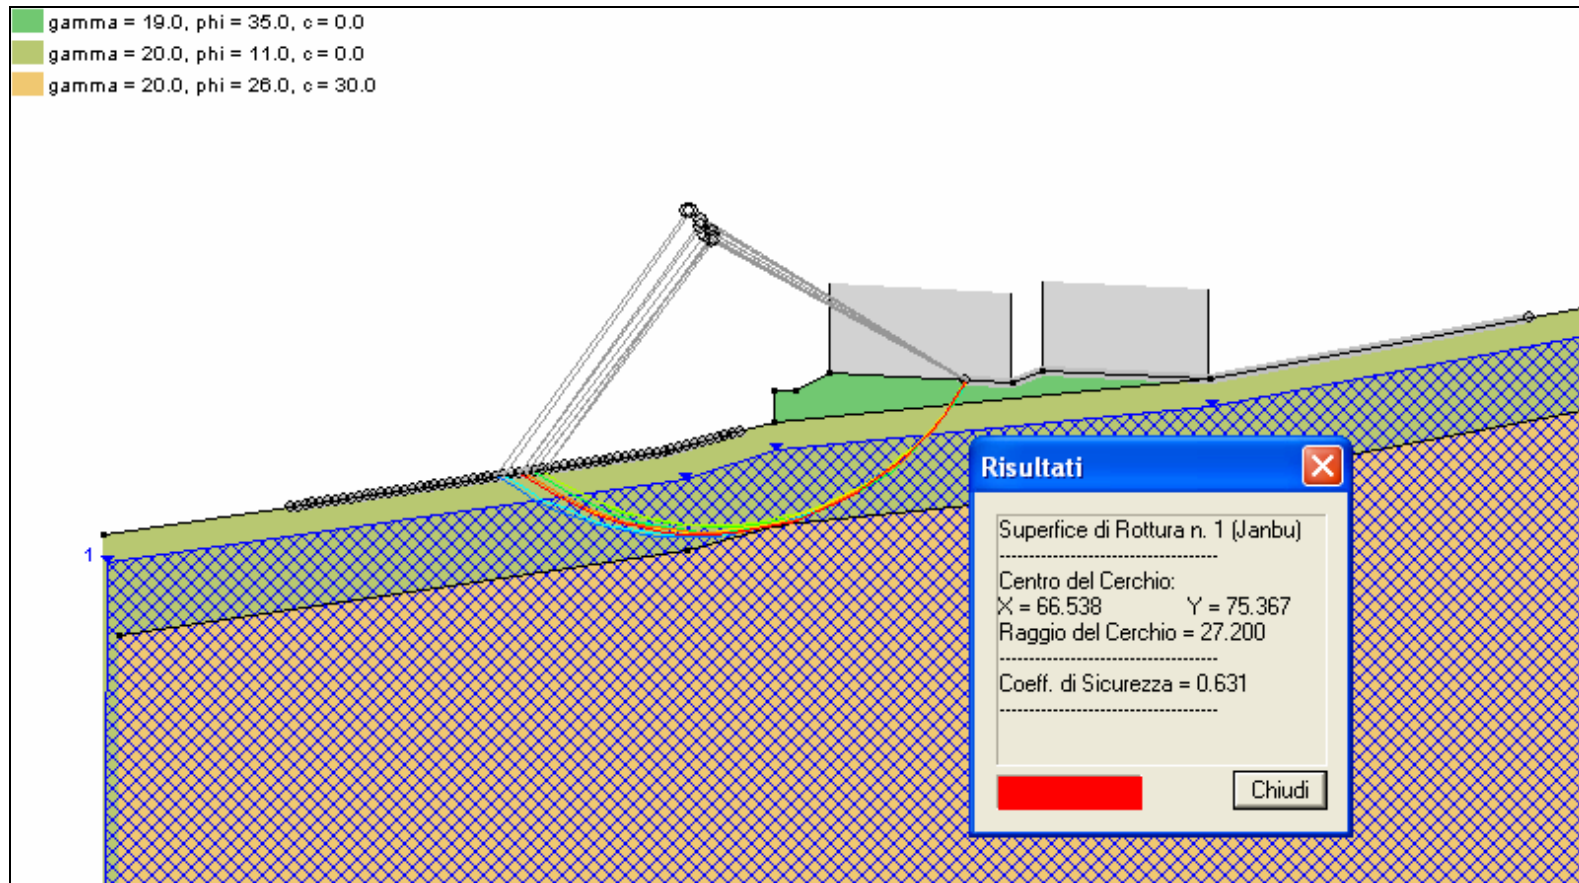 gamma = 19.0, phi = 35.0, c = 0.0
gamma = 20.0, phi = 11.0, c = 0.0
gamma = 20.0, phi = 26.0, c = 30.0
1
Risultati
Superfice di Rottura n. 1 (Janbu)
--------------------------------
Centro del Cerchio:
X = 66.538 Y = 75.367
Raggio del Cerchio = 27.200
--------------------------------
Coeff. di Sicurezza = 0.631
--------------------------------
Chiudi